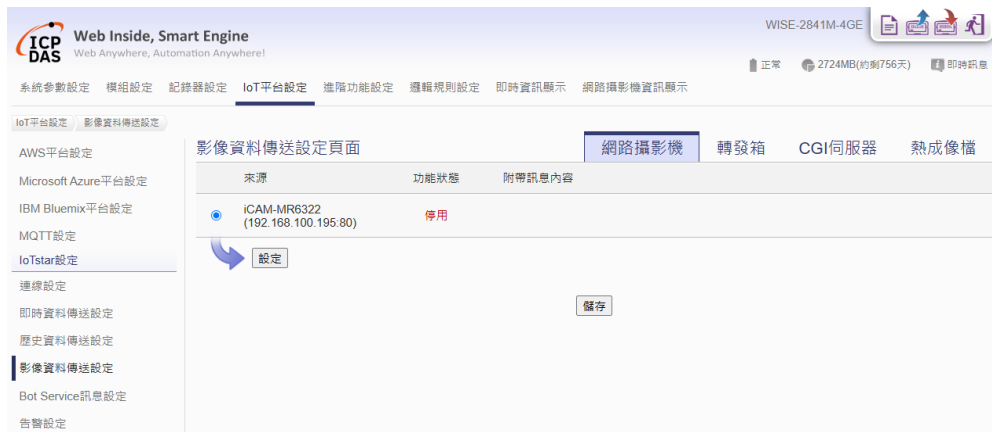 ICP DAS
Web Inside, Smart Engine
Web Anywhere, Automation Anywhere!
WISE-2841M-4GE
正常 2724MB(約剩756天) 即時訊息
系統參數設定 模組設定 記錄器設定 IoT平台設定 進階功能設定 邏輯規則設定 即時資訊顯示 網路攝影機資訊顯示
IoT平台設定 影像資料傳送設定
AWS平台設定
Microsoft Azure平台設定
IBM Bluemix平台設定
MQTT設定
IoTstar設定
連線設定
即時資料傳送設定
歷史資料傳送設定
影像資料傳送設定
Bot Service訊息設定
告警設定
影像資料傳送設定頁面
網路攝影機 轉發箱 CGI伺服器 熱成像檔
來源 功能狀態 附帶訊息內容
iCAM-MR6322
(192.168.100.195:80)
停用
設定
儲存